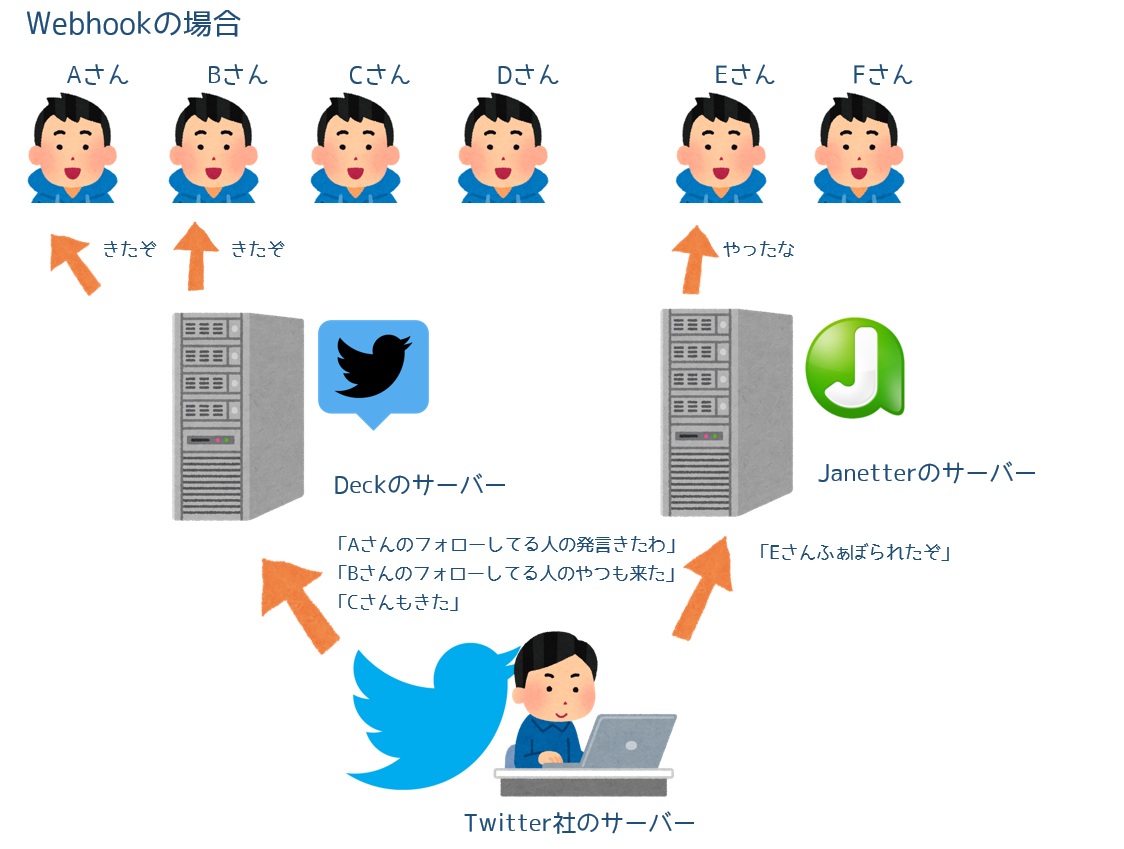 Webhookの場合
Aさん
Bさん
Cさん
Dさん
Eさん
Fさん
きたぞ
きたぞ
やったな
Deckのサーバー
Janetterのサーバー
「Aさんのフォローしてる人の発言きたわ」
「Bさんのフォローしてる人のやつも来た」
「Cさんもきた」
「Eさんふぁぼられたぞ」
Twitter社のサーバー